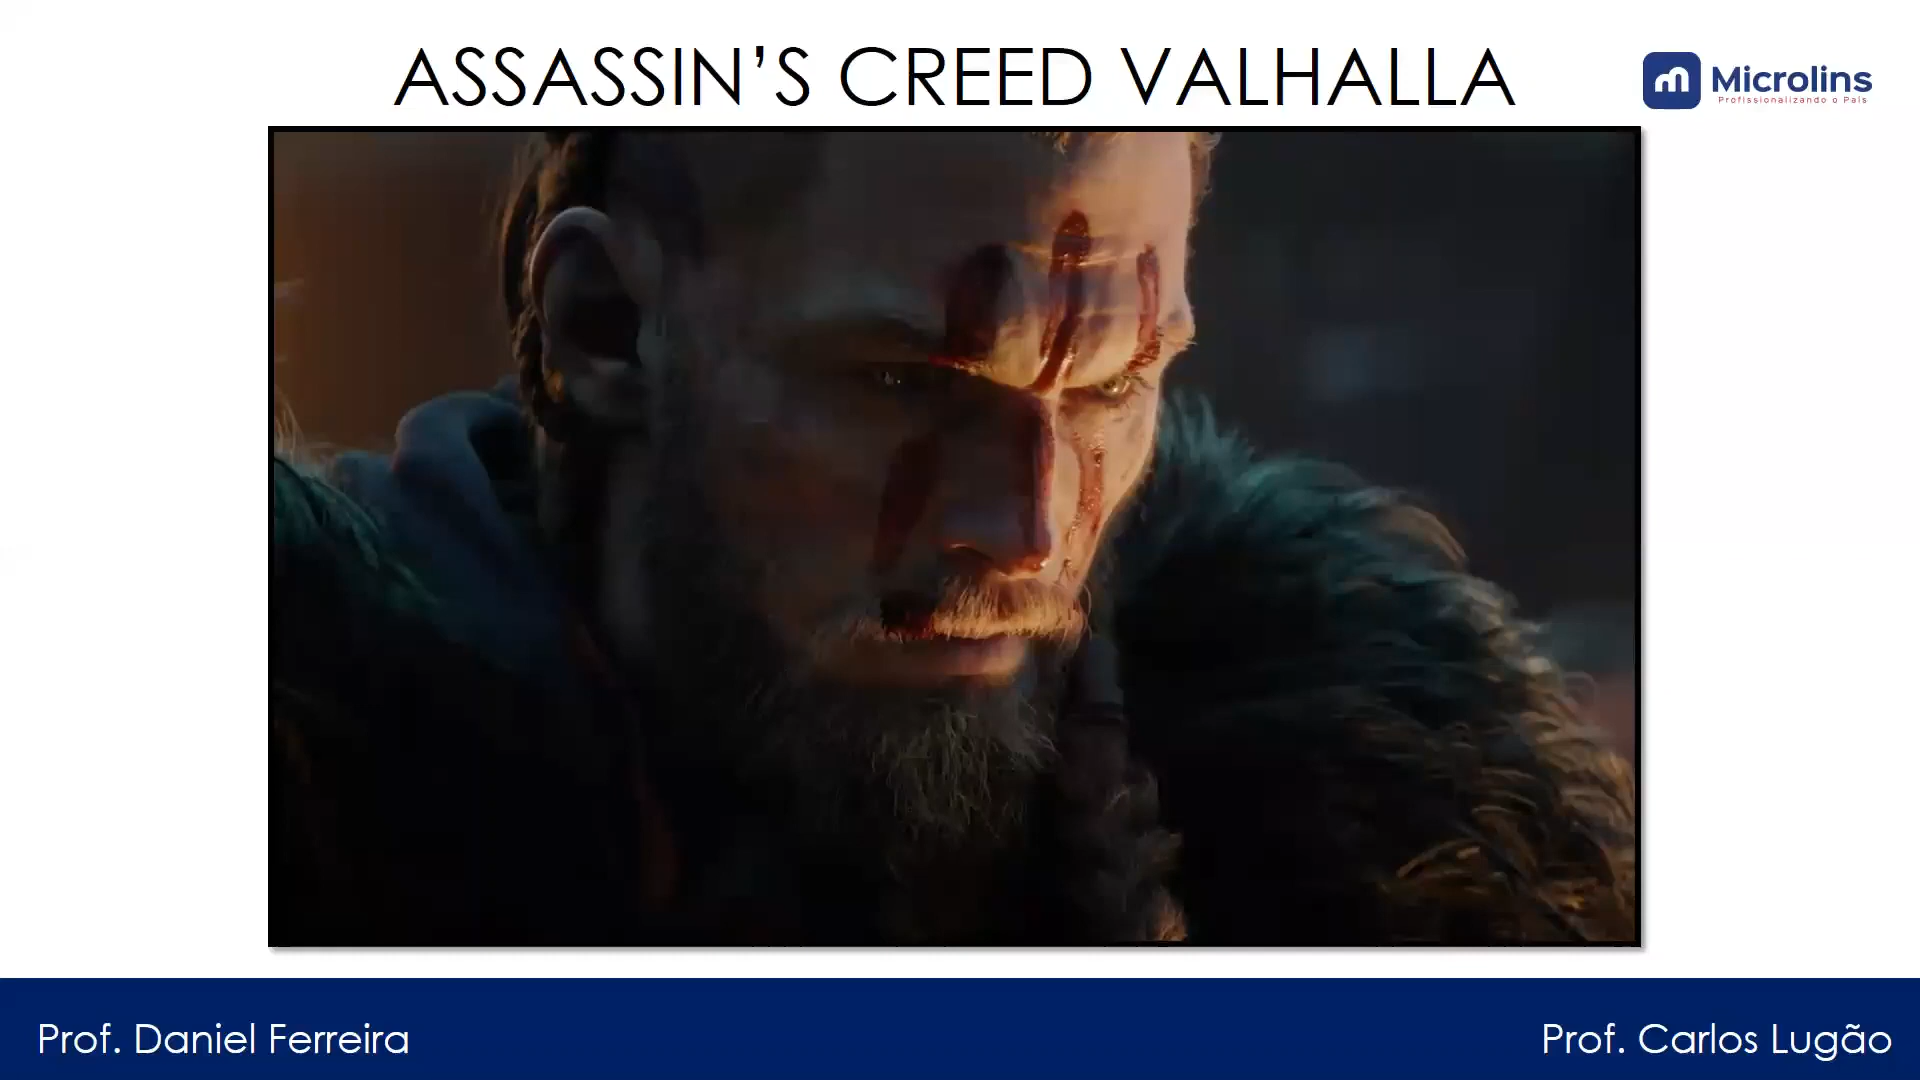 ASSASSIN’S CREED VALHALLA
Microlins
Profissionalizando o País
Prof. Daniel Ferreira
Prof. Carlos Lugão